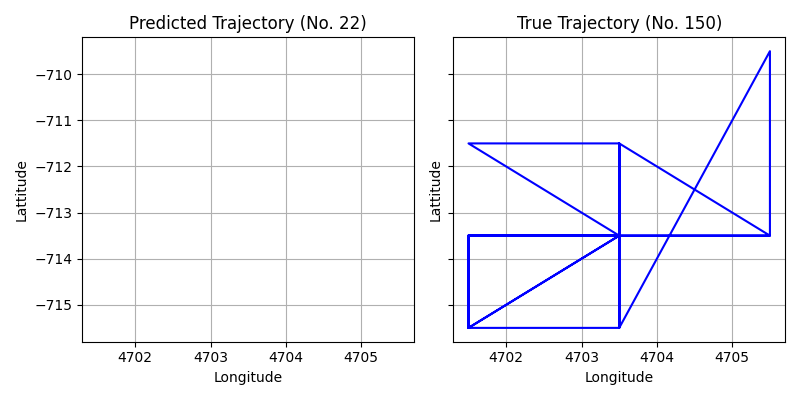 Predicted Trajectory (No. 22)
True Trajectory (No. 150)
−710
−711
−712
−713
−714
−715
Lattitude
Lattitude
4702 4703 4704 4705
4702 4703 4704 4705
Longitude
Longitude